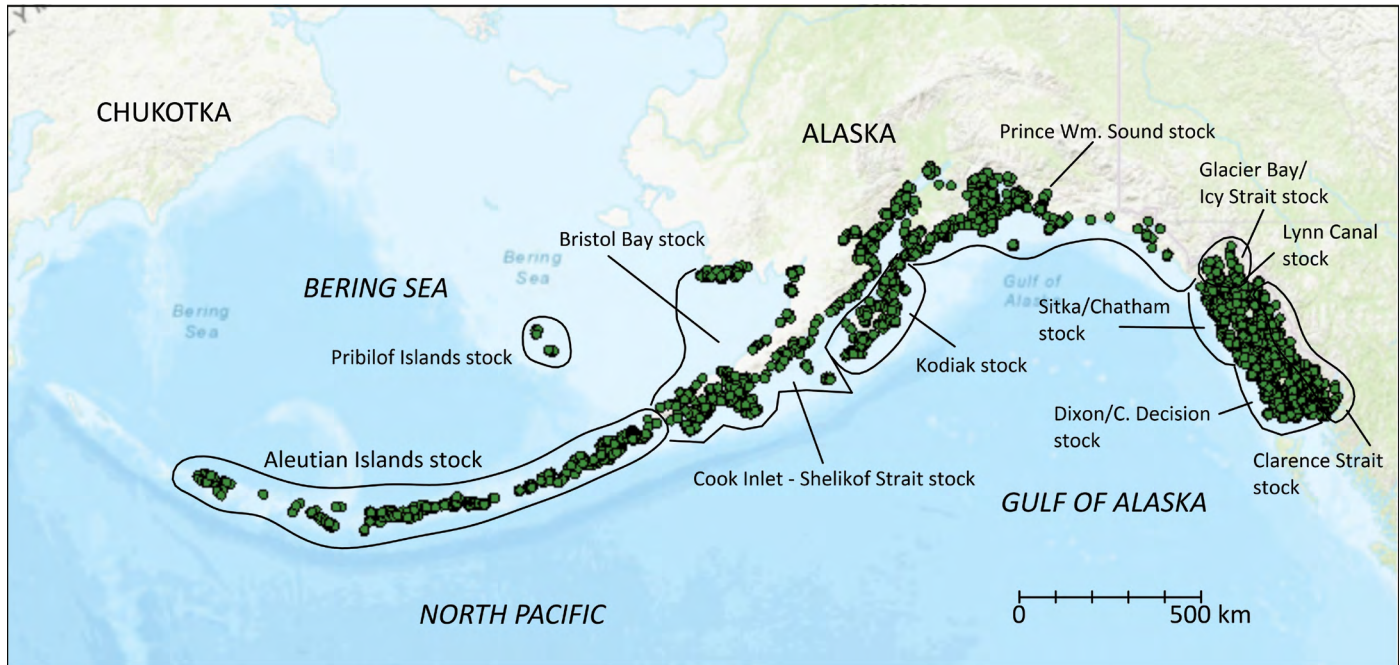 CHUKOTKA
ALASKA
Prince Wm. Sound stock
Glacier Bay/
Icy Strait stock
Lynn Canal
stock
Bristol Bay stock
Bering
Sea
BERING SEA
Bering
Sea
Gulf of
Alaska
Sitka/Chatham
stock
Pribilof Islands stock
Kodiak stock
Dixon/C. Decision
stock
Aleutian Islands stock
Cook Inlet - Shelikof Strait stock
Clarence Strait
stock
GULF OF ALASKA
NORTH PACIFIC
0 500 km